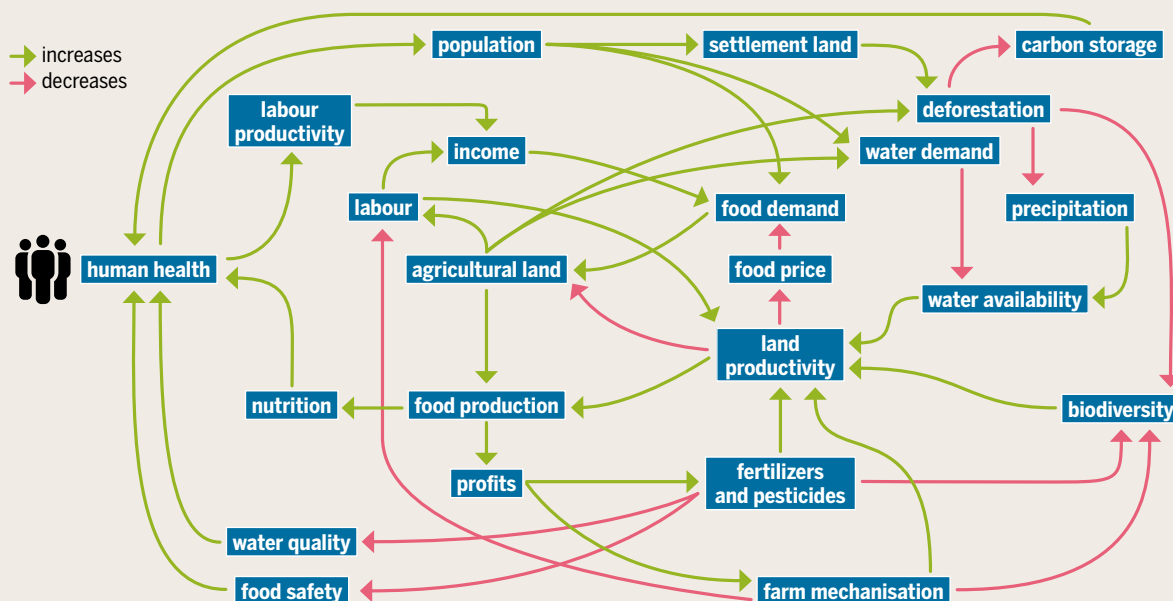 increases
decreases
population
settlement land
carbon storage
labour
productivity
deforestation
income
water demand
labour
food demand
precipitation
human health
agricultural land
food price
water availability
land
productivity
nutrition
food production
biodiversity
profits
fertilizers
and pesticides
water quality
food safety
farm mechanisation